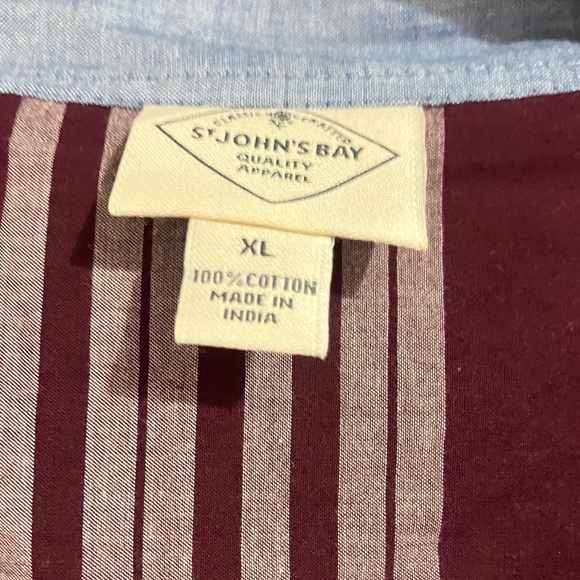 CLASSIC CRAFTED
ST JOHN'S BAY
QUALITY
APPAREL
XL
100% COTTON
MADE IN
INDIA